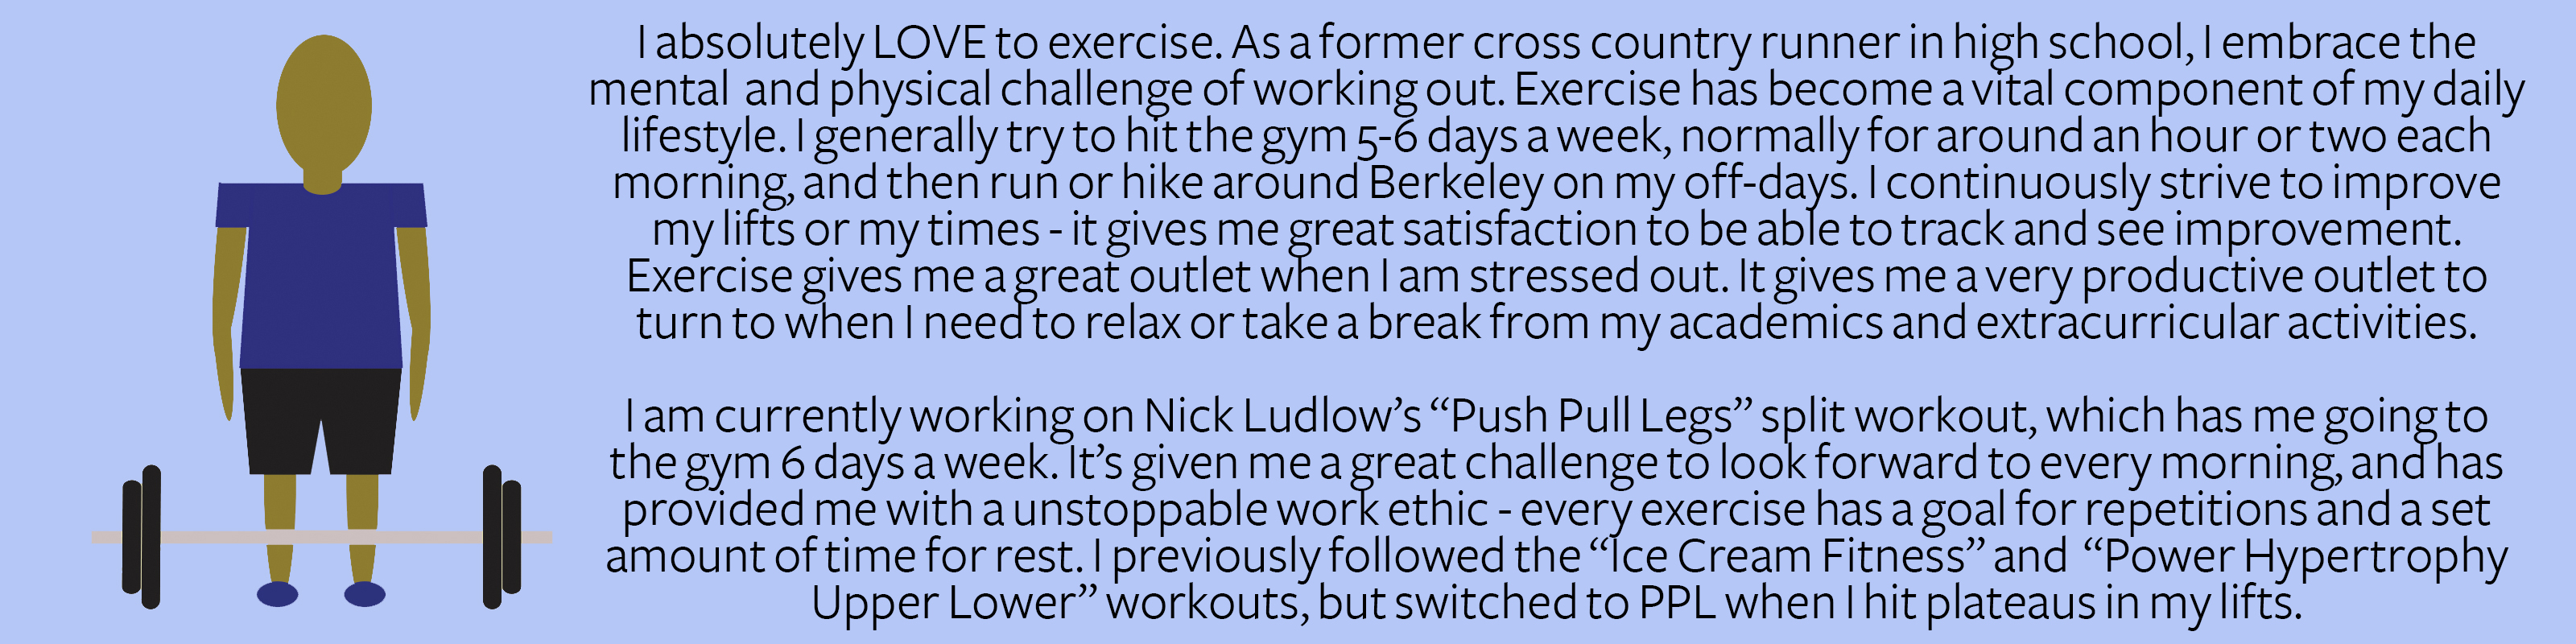 I absolutely LOVE to exercise. As a former cross country runner in high school, I embrace the
mental and physical challenge of working out. Exercise has become a vital component of my daily
lifestyle. I generally try to hit the gym 5-6 days a week, normally for around an hour or two each
morning, and then run or hike around Berkeley on my off-days. I continuously strive to improve
my lifts or my times - it gives me great satisfaction to be able to track and see improvement.
Exercise gives me a great outlet when I am stressed out. It gives me a very productive outlet to
turn to when I need to relax or take a break from my academics and extracurricular activities.
I am currently working on Nick Ludlow’s “Push Pull Legs” split workout, which has me going to
the gym 6 days a week. It’s given me a great challenge to look forward to every morning, and has
provided me with a unstoppable work ethic - every exercise has a goal for repetitions and a set
amount of time for rest. I previously followed the “Ice Cream Fitness” and “Power Hypertrophy
Upper Lower” workouts, but switched to PPL when I hit plateaus in my lifts.